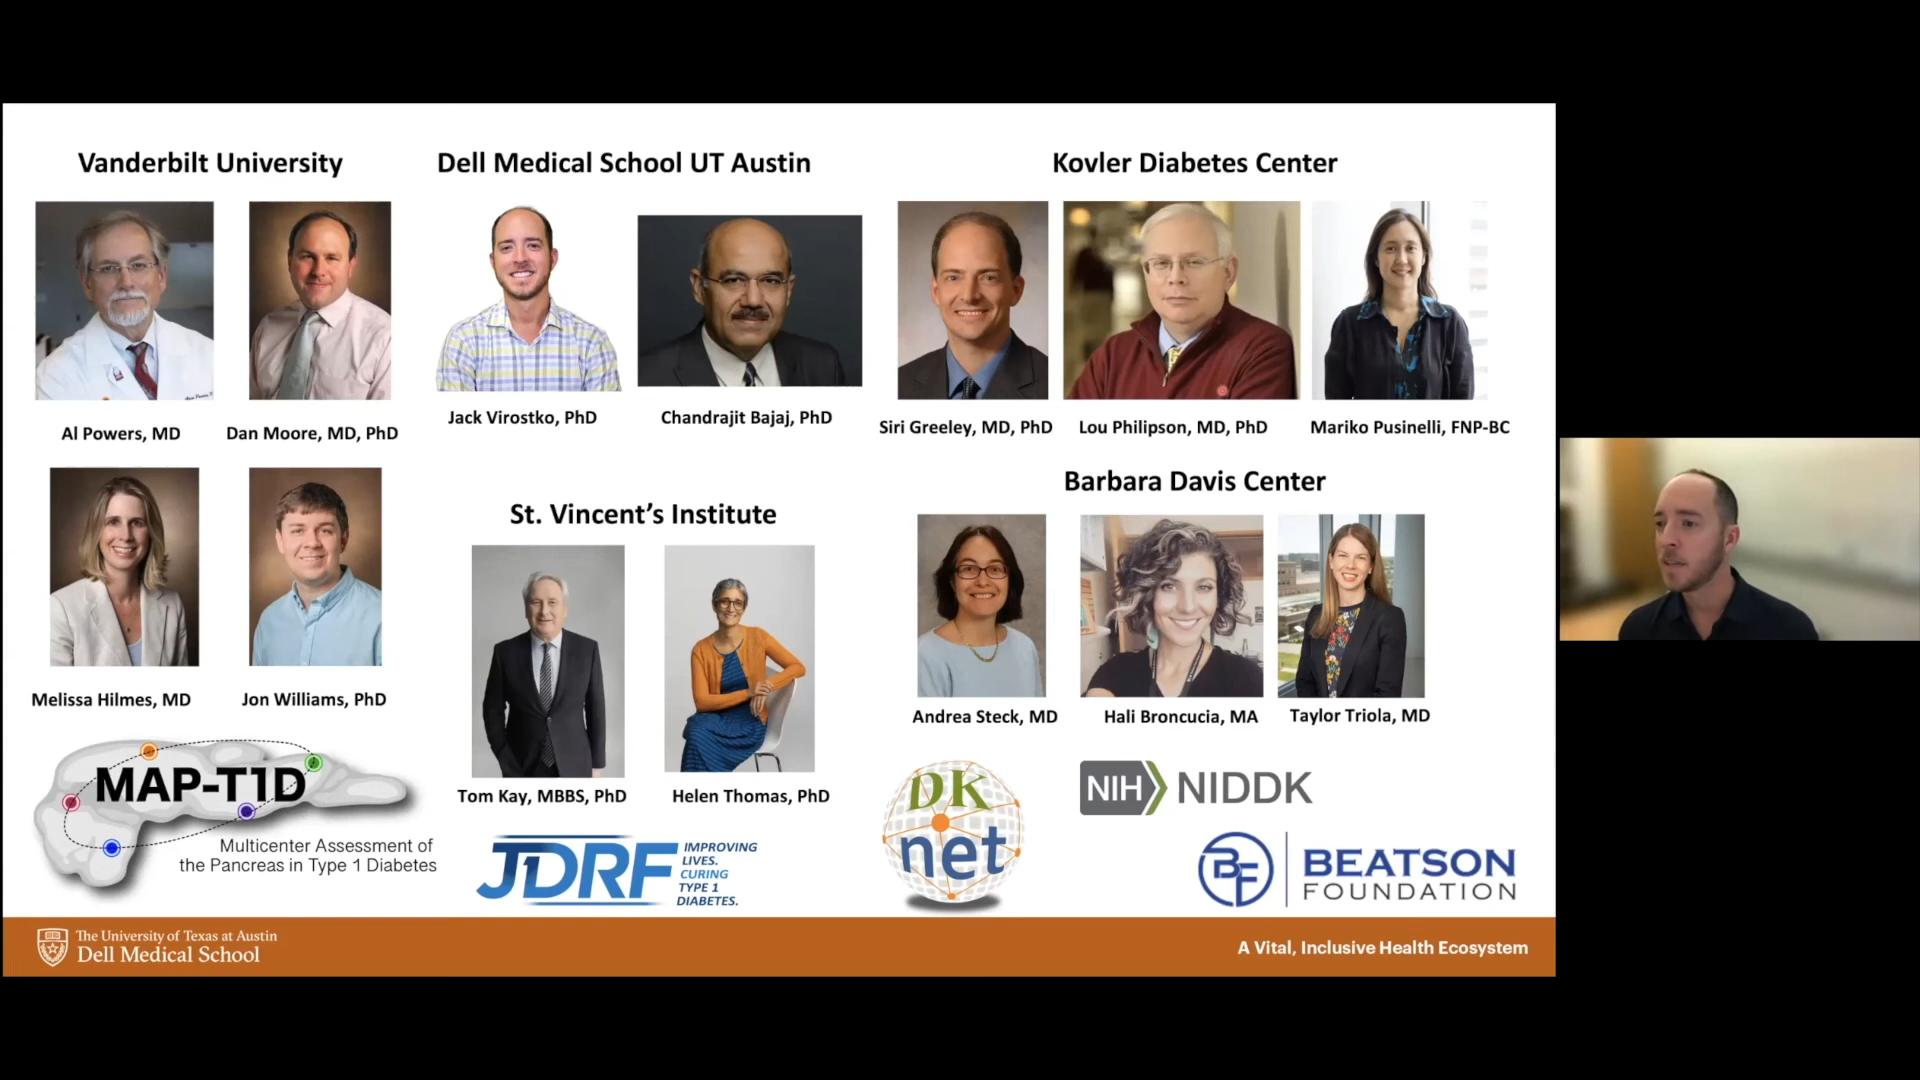 Vanderbilt University
Al Powers, MD
Dan Moore, MD, PhD
Melissa Hilmes, MD
Jon Williams, PhD
MAP-T1D
Multicenter Assessment of
the Pancreas in Type 1 Diabetes
Dell Medical School UT Austin
Jack Virostko, PhD
Chandrajit Bajaj, PhD
St. Vincent’s Institute
Tom Kay, MBBS, PhD
Helen Thomas, PhD
JDRF
IMPROVING
LIVES.
CURING
TYPE 1
DIABETES.
Kovler Diabetes Center
Siri Greeley, MD, PhD
Lou Philipson, MD, PhD
Mariko Pusinelli, FNP-BC
Barbara Davis Center
Andrea Steck, MD
Hali Broncucia, MA
Taylor Triola, MD
DK
net
NIH NIDDK
BF
BEATSON
FOUNDATION
The University of Texas at Austin
Dell Medical School
A Vital, Inclusive Health Ecosystem